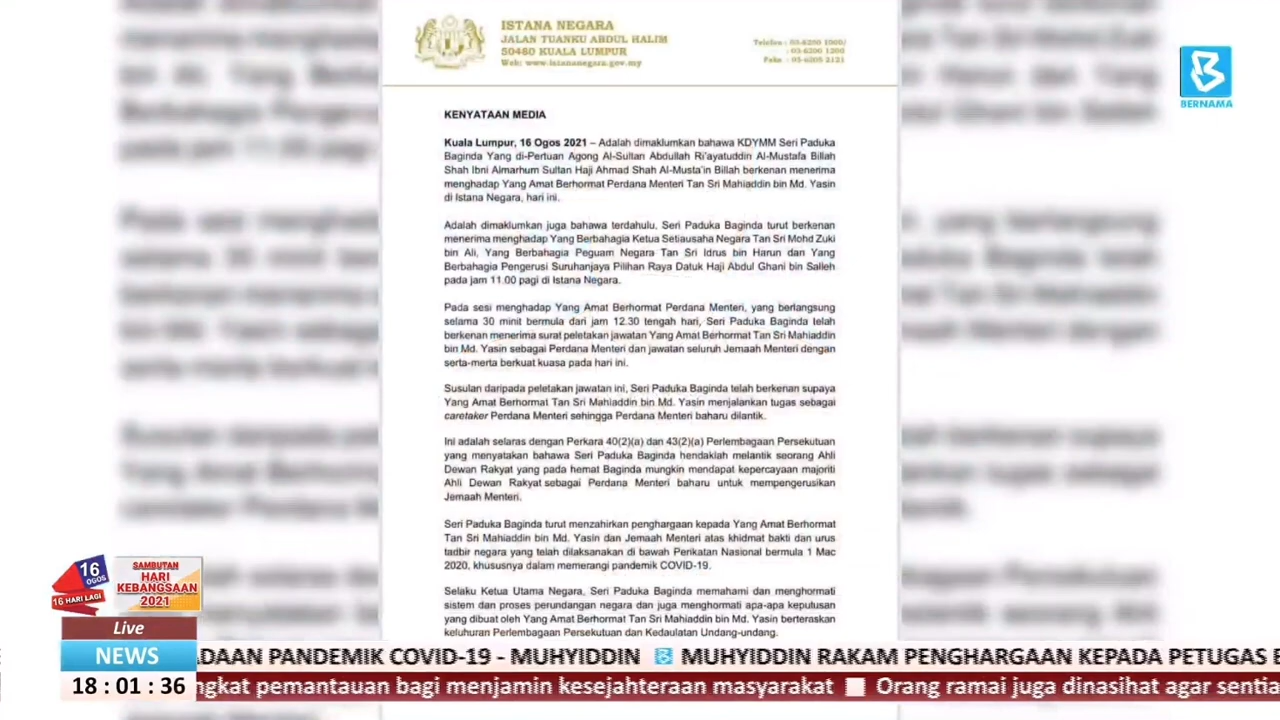 ISTANA NEGARA
JALAN TUANKU ABDUL HALIM
50480 KUALA LUMPUR
Web: www.istananegara.gov.my
Telefon : 03-6200 1000/
: 03-6200 1200
Faks : 03-6205 2121
BERNAMA
KENYATAAN MEDIA
Kuala Lumpur, 16 Ogos 2021 – Adalah dimaklumkan bahawa KDYMM Seri Paduka
Baginda Yang di-Pertuan Agong Al-Sultan Abdullah Ri'ayatuddin Al-Mustafa Billah
Shah Ibni Almarhum Sultan Haji Ahmad Shah Al-Musta'in Billah berkenan menerima
menghadap Yang Amat Berhormat Perdana Menteri Tan Sri Mahiaddin bin Md. Yasin
di Istana Negara, hari ini.
Adalah dimaklumkan juga bahawa terdahulu, Seri Paduka Baginda turut berkenan
menerima menghadap Yang Berbahagia Ketua Setiausaha Negara Tan Sri Mohd Zuki
bin Ali, Yang Berbahagia Peguam Negara Tan Sri Idrus bin Harun dan Yang
Berbahagia Pengerusi Suruhanjaya Pilihan Raya Datuk Haji Abdul Ghani bin Salleh
pada jam 11.00 pagi di Istana Negara.
Pada sesi menghadap Yang Amat Berhormat Perdana Menteri, yang berlangsung
selama 30 minit bermula dari jam 12.30 tengah hari, Seri Paduka Baginda telah
berkenan menerima surat peletakan jawatan Yang Amat Berhormat Tan Sri Mahiaddin
bin Md. Yasin sebagai Perdana Menteri dan jawatan seluruh Jemaah Menteri dengan
serta-merta berkuat kuasa pada hari ini.
Susulan daripada peletakan jawatan ini, Seri Paduka Baginda telah berkenan supaya
Yang Amat Berhormat Tan Sri Mahiaddin bin Md. Yasin menjalankan tugas sebagai
caretaker Perdana Menteri sehingga Perdana Menteri baharu dilantik.
Ini adalah selaras dengan Perkara 40(2)(a) dan 43(2)(a) Perlembagaan Persekutuan
yang menyatakan bahawa Seri Paduka Baginda hendaklah melantik seorang Ahli
Dewan Rakyat yang pada hemat Baginda mungkin mendapat kepercayaan majoriti
Ahli Dewan Rakyat sebagai Perdana Menteri baharu untuk mempengerusikan
Jemaah Menteri.
Seri Paduka Baginda turut menzahirkan penghargaan kepada Yang Amat Berhormat
Tan Sri Mahiaddin bin Md. Yasin dan Jemaah Menteri atas khidmat bakti dan urus
tadbir negara yang telah dilaksanakan di bawah Perikatan Nasional bermula 1 Mac
2020, khususnya dalam memerangi pandemik COVID-19.
Selaku Ketua Utama Negara, Seri Paduka Baginda memahami dan menghormati
sistem dan proses perundangan negara dan juga menghormati apa-apa keputusan
yang dibuat oleh Yang Amat Berhormat Tan Sri Mahiaddin bin Md. Yasin berteraskan
keluhuran Perlembagaan Persekutuan dan Kedaulatan Undang-undang.
16
OGOS
16 HARI LAGI
SAMBUTAN
HARI
KEBANGSAAN
2021
Live
NEWS
18 : 01 : 36
ADAAN PANDEMIK COVID-19 - MUHYIDDIN MUHYIDDIN RAKAM PENGHARGAAN KEPADA PETUGAS
ngkat pemantauan bagi menjamin kesejahteraan masyarakat Orang ramai juga dinasihat agar sentia